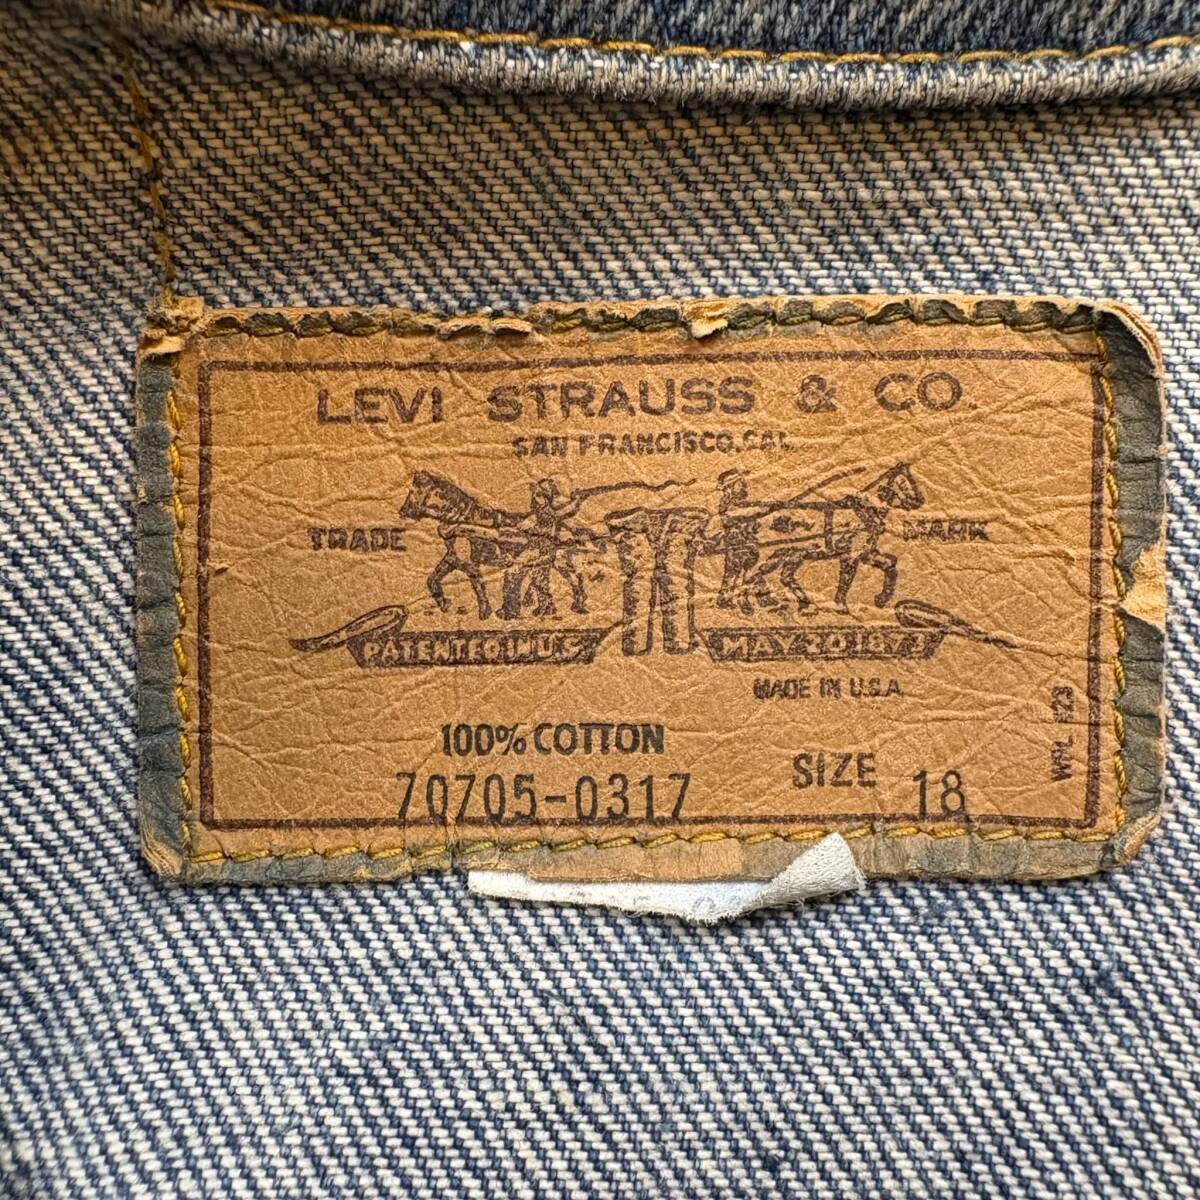 LEVI STRAUSS & CO
SAN FRANCISCO, CAL.
TRADE MARK
PATENTED IN U.S.
MAY 20 1873
MADE IN U.S.A.
100% COTTON
70705-0317
SIZE 18